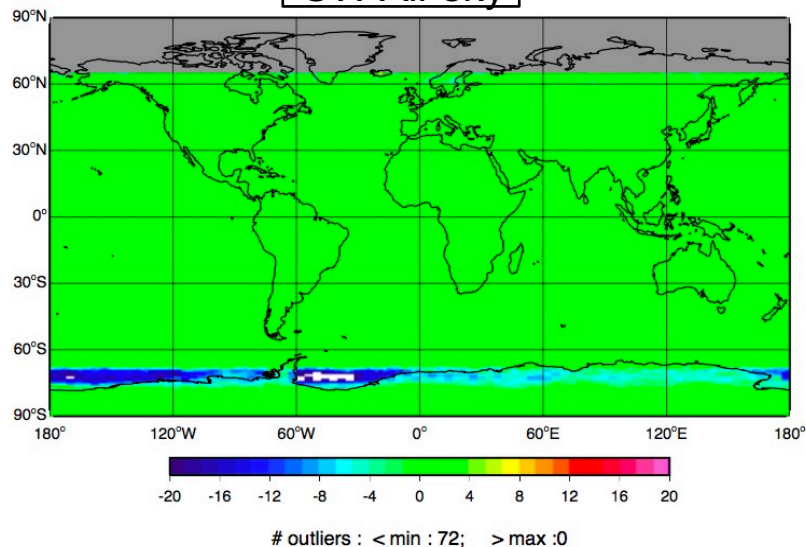 90°N
60°N
30°N
0°
30°S
60°S
90°S
180° 120°W 60°W 0° 60°E 120°E 180°
-20 -16 -12 -8 -4 0 4 8 12 16 20
# outliers : < min : 72; > max :0